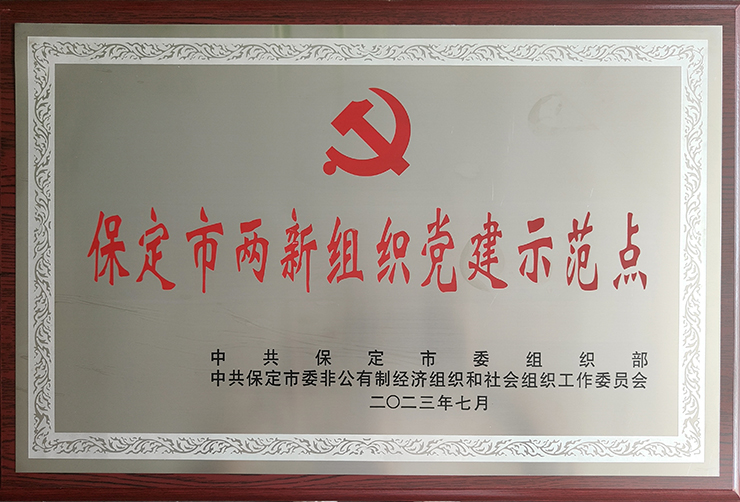 保定市两新组织党建示范点
中共保定市委组织部
中共保定市委非公有制经济组织和社会组织工作委员会
二〇二三年七月